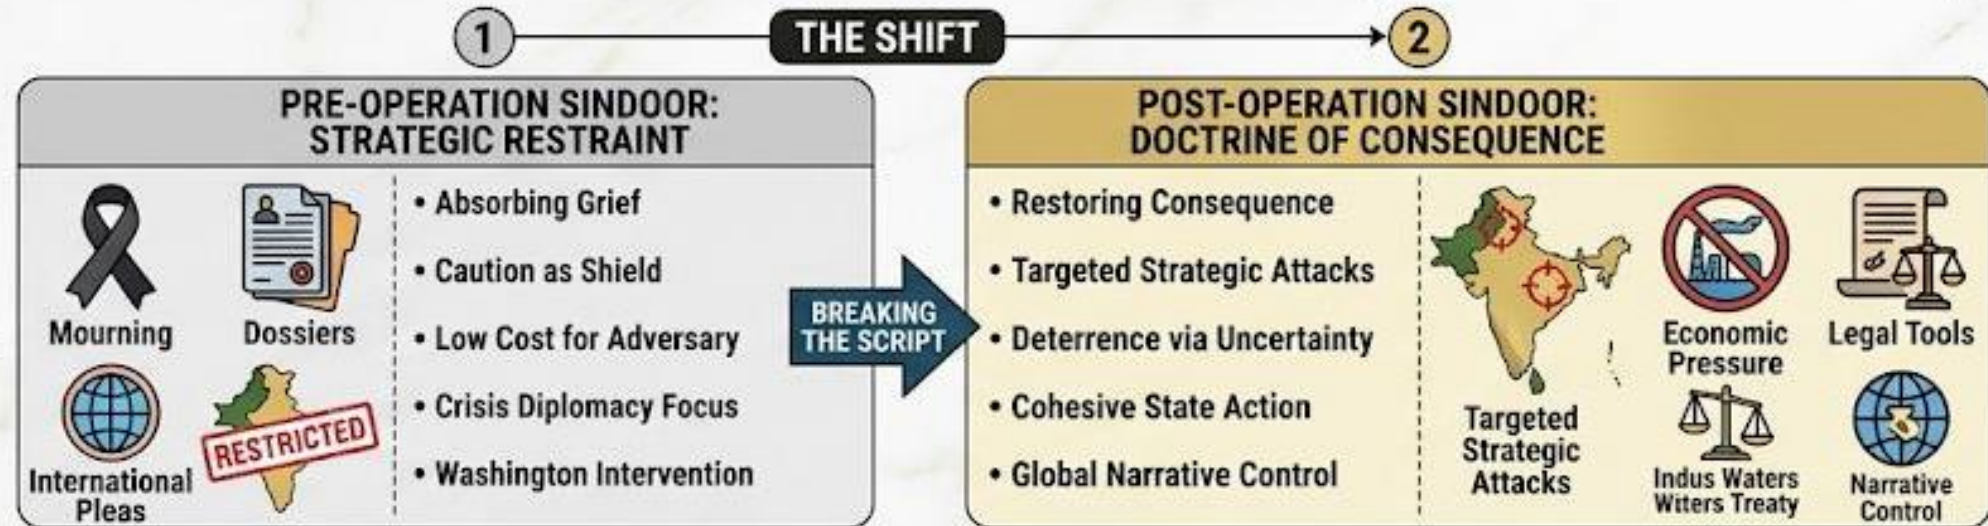 1
THE SHIFT
2
PRE-OPERATION SINDOOR:
STRATEGIC RESTRAINT
Mourning
Dossiers
International
Pleas
RESTRICTED
• Absorbing Grief
• Caution as Shield
• Low Cost for Adversary
• Crisis Diplomacy Focus
• Washington Intervention
BREAKING
THE SCRIPT
POST-OPERATION SINDOOR:
DOCTRINE OF CONSEQUENCE
• Restoring Consequence
• Targeted Strategic Attacks
• Deterrence via Uncertainty
• Cohesive State Action
• Global Narrative Control
Targeted
Strategic
Attacks
Economic
Pressure
Legal Tools
Indus Waters
Witters Treaty
Narrative
Control